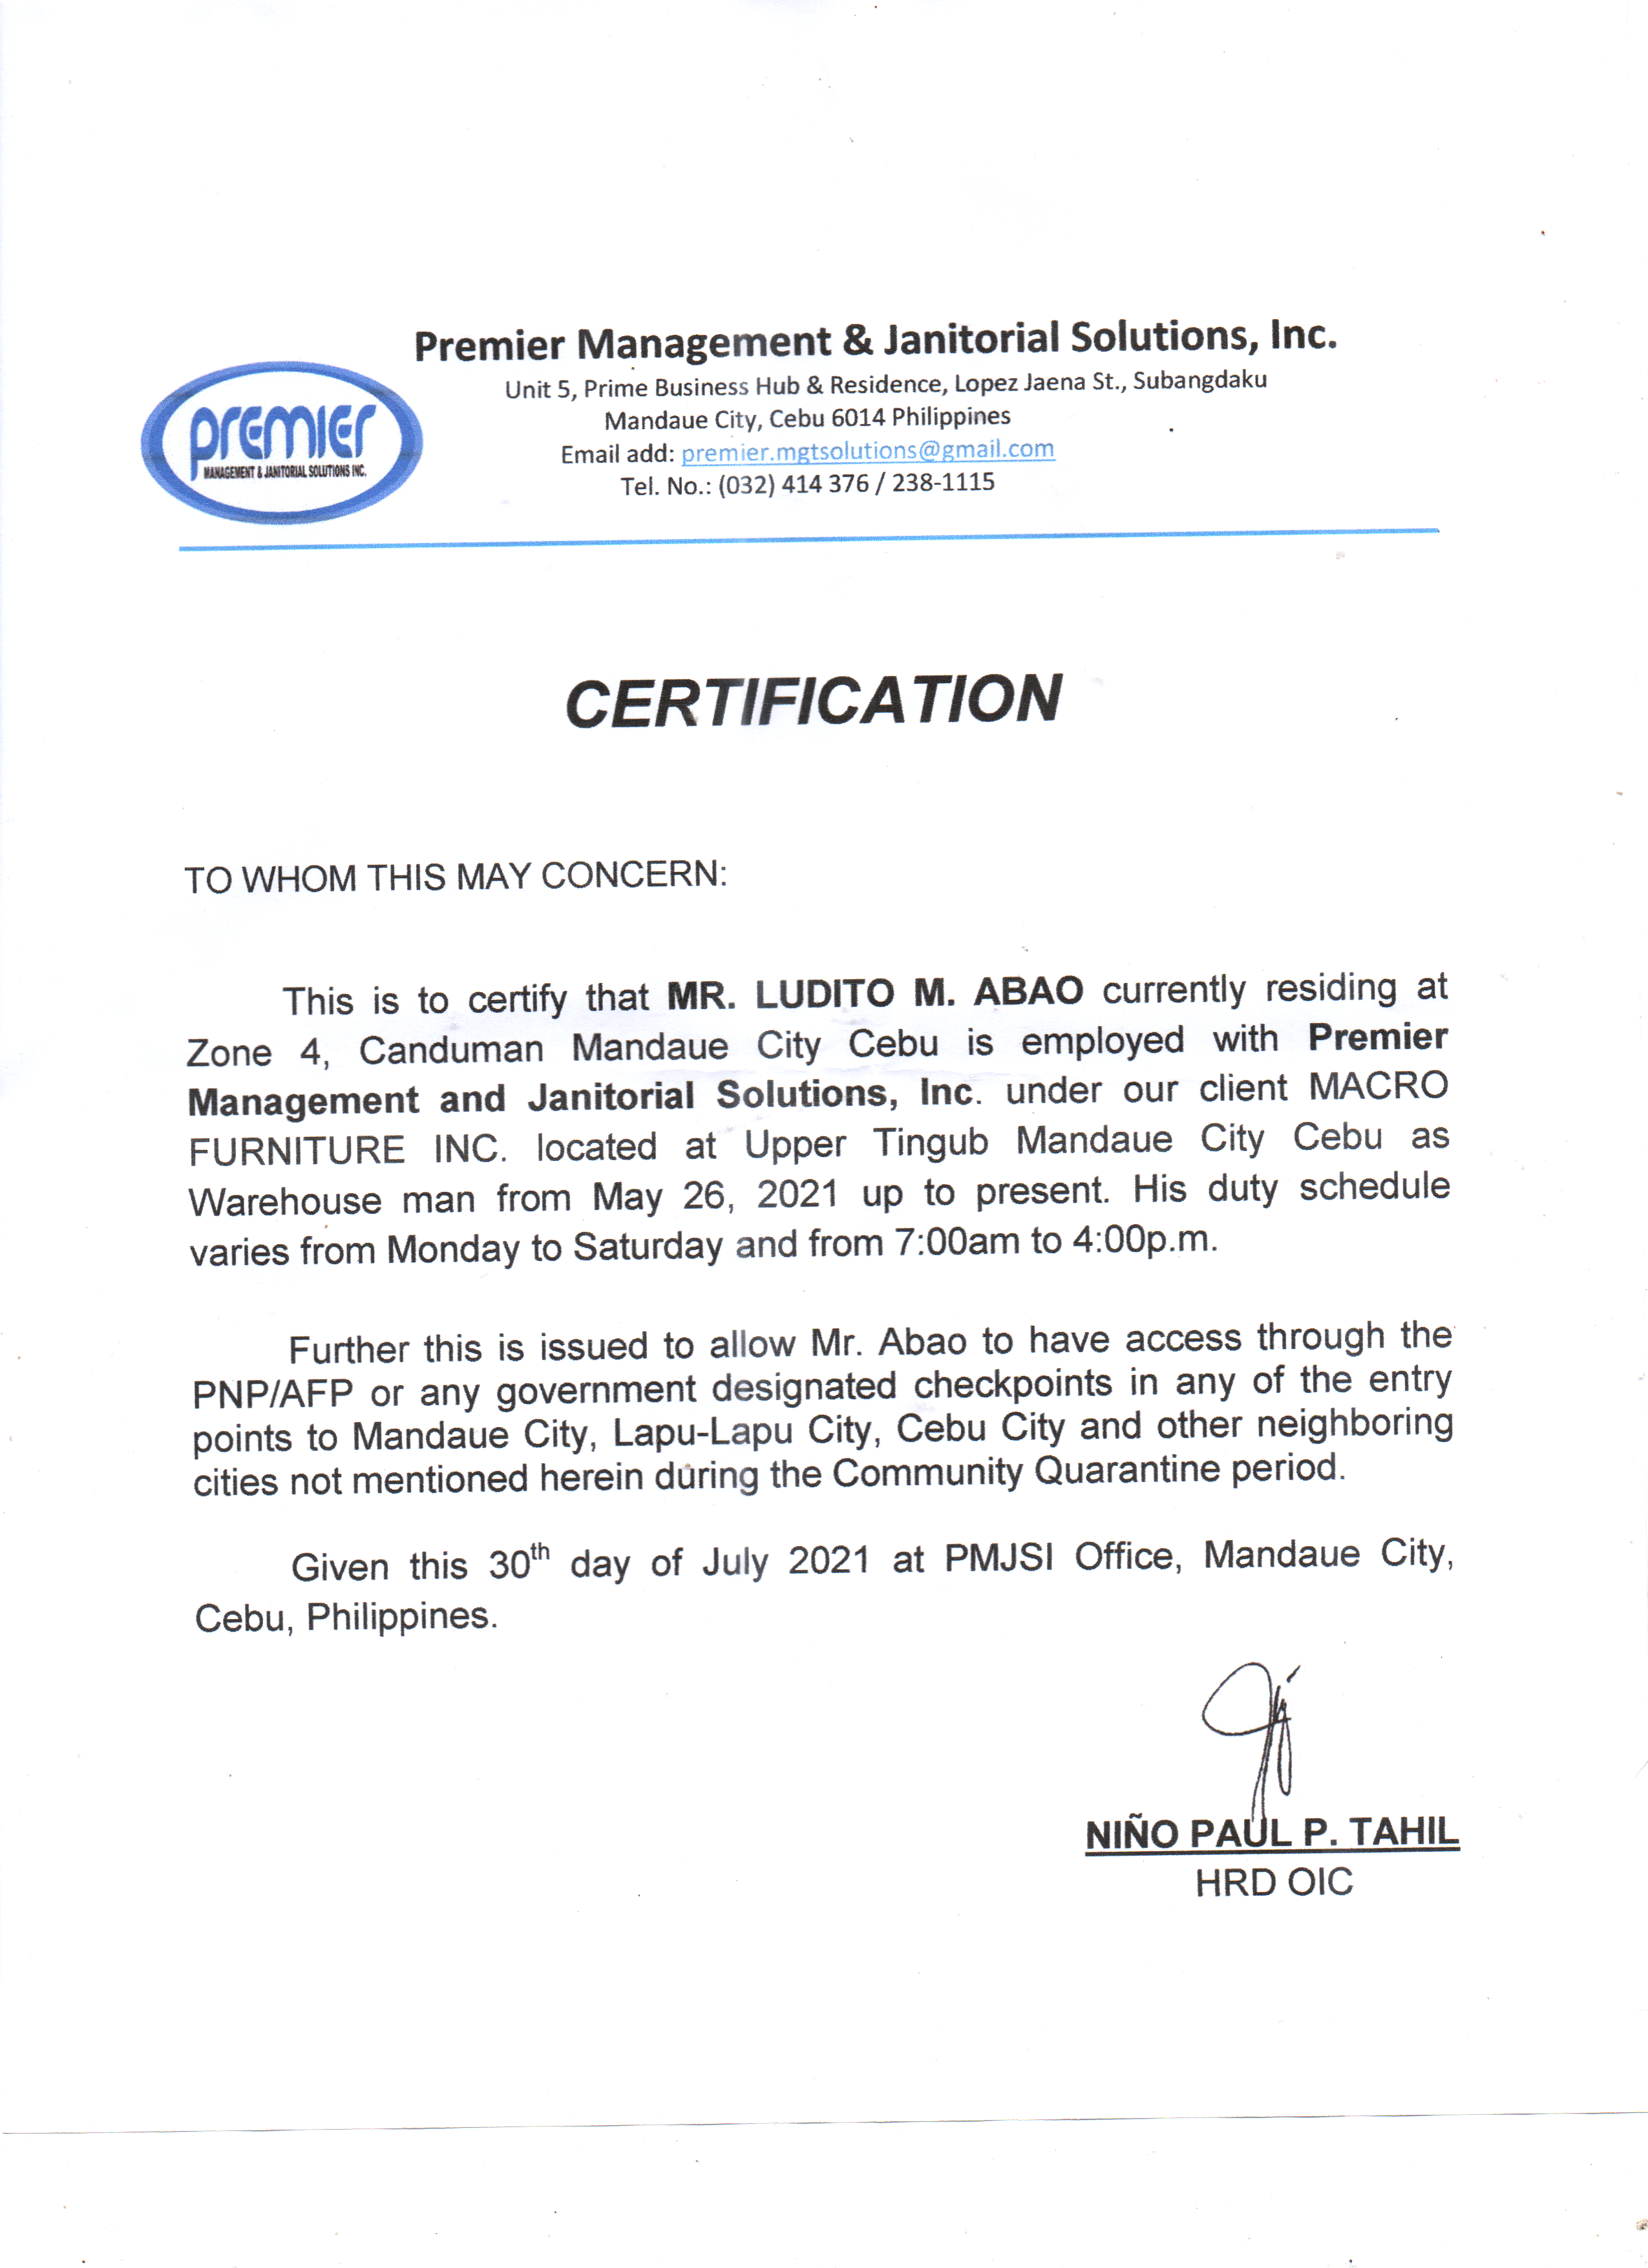 Premier Management & Janitorial Solutions, Inc.
Unit 5, Prime Business Hub & Residence, Lopez Jaena St., Subangdaku
Mandaue City, Cebu 6014 Philippines
Email add: premier.mgtsolutions@gmail.com
Tel. No.: (032) 414 376 / 238-1115
PREMIER
MANAGEMENT & JANITORIAL SOLUTIONS INC.
CERTIFICATION
TO WHOM THIS MAY CONCERN:
This is to certify that MR. LUDITO M. ABAO currently residing at
Zone 4, Canduman Mandaue City Cebu is employed with Premier
Management and Janitorial Solutions, Inc. under our client MACRO
FURNITURE INC. located at Upper Tingub Mandaue City Cebu as
Warehouse man from May 26, 2021 up to present. His duty schedule
varies from Monday to Saturday and from 7:00am to 4:00p.m.
Further this is issued to allow Mr. Abao to have access through the
PNP/AFP or any government designated checkpoints in any of the entry
points to Mandaue City, Lapu-Lapu City, Cebu City and other neighboring
cities not mentioned herein during the Community Quarantine period.
Given this 30th day of July 2021 at PMJSI Office, Mandaue City,
Cebu, Philippines.
NIÑO PAUL P. TAHIL
HRD OIC